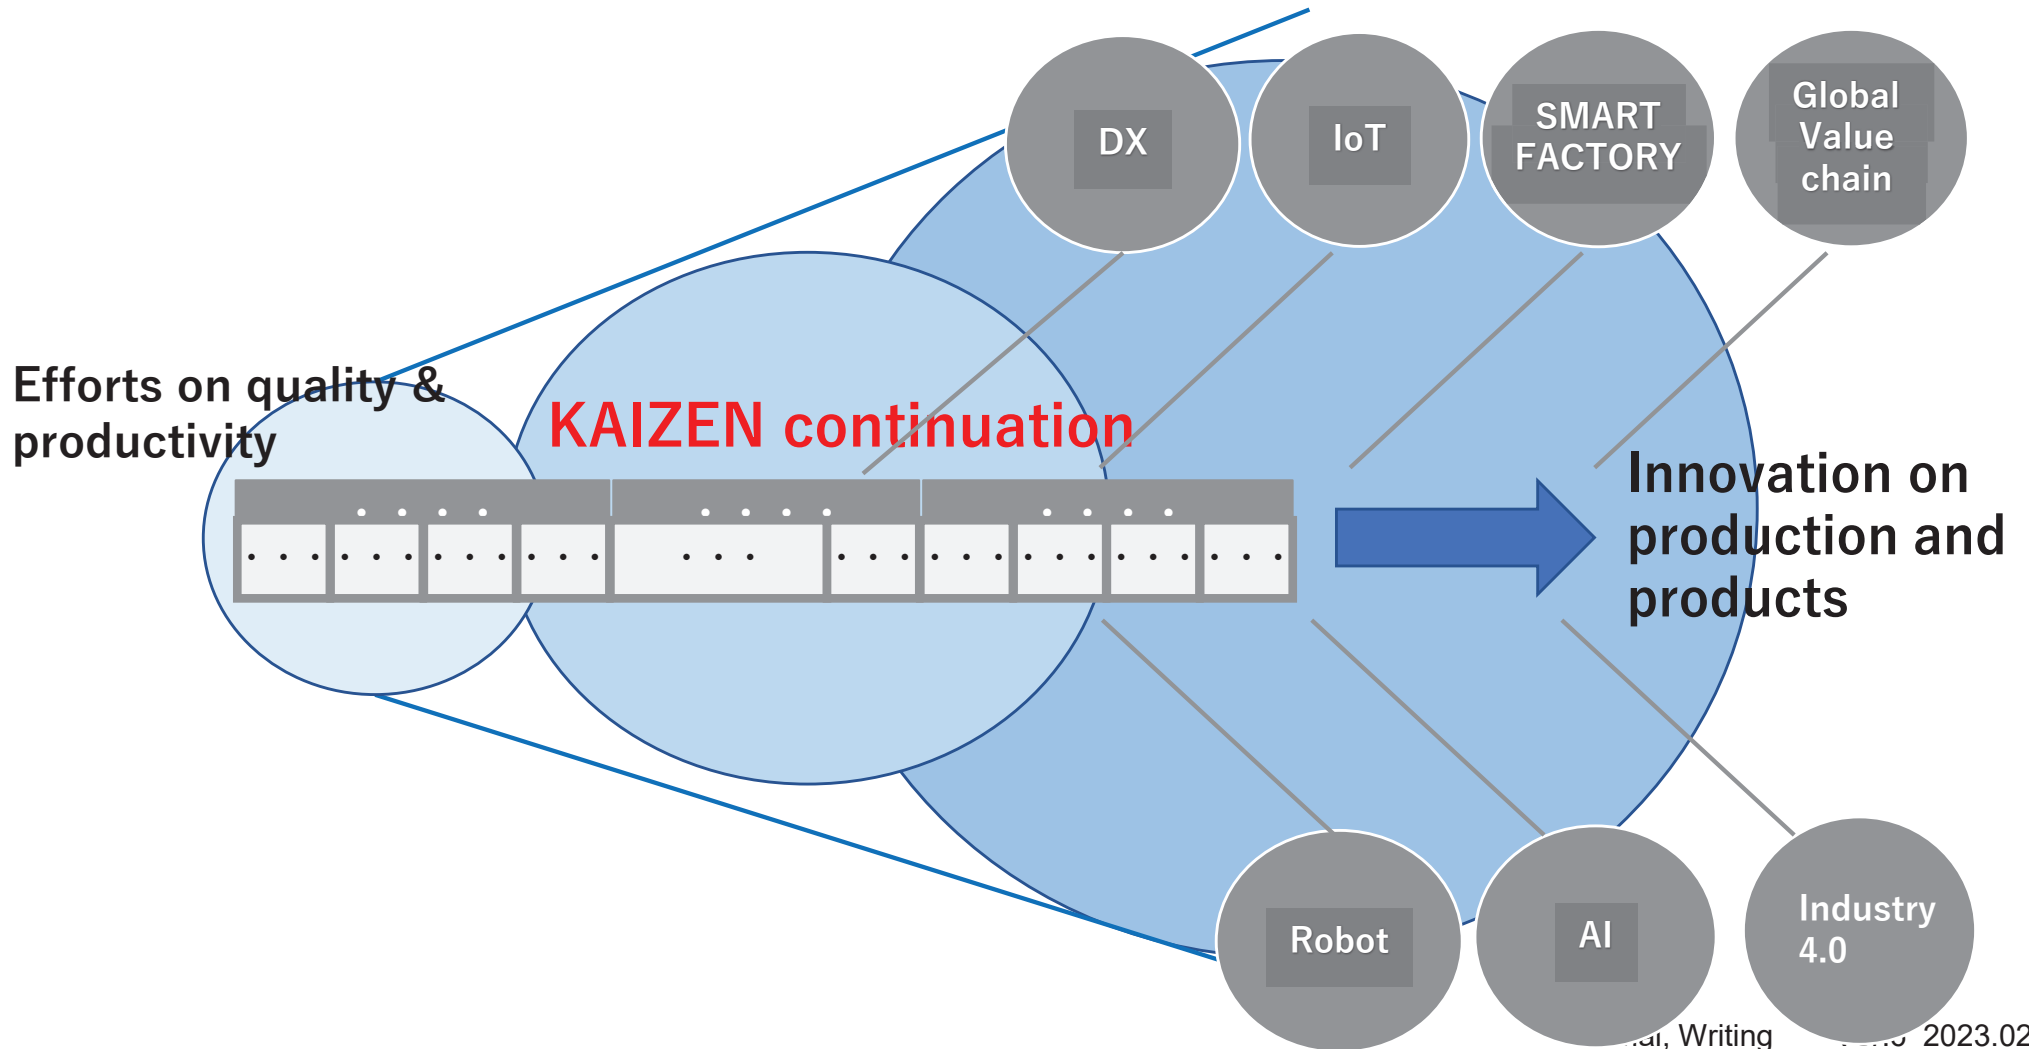 DX
IoT
SMART
FACTORY
Global
Value
chain
Efforts on quality &
productivity
KAIZEN continuation
• • • •
• • • •
• • • •
• • •
• • •
• • •
• • •
• • •
• • •
• • •
• • •
• • •
• • •
Innovation on
production and
products
Robot
AI
Industry
4.0
, Writing 2023.02